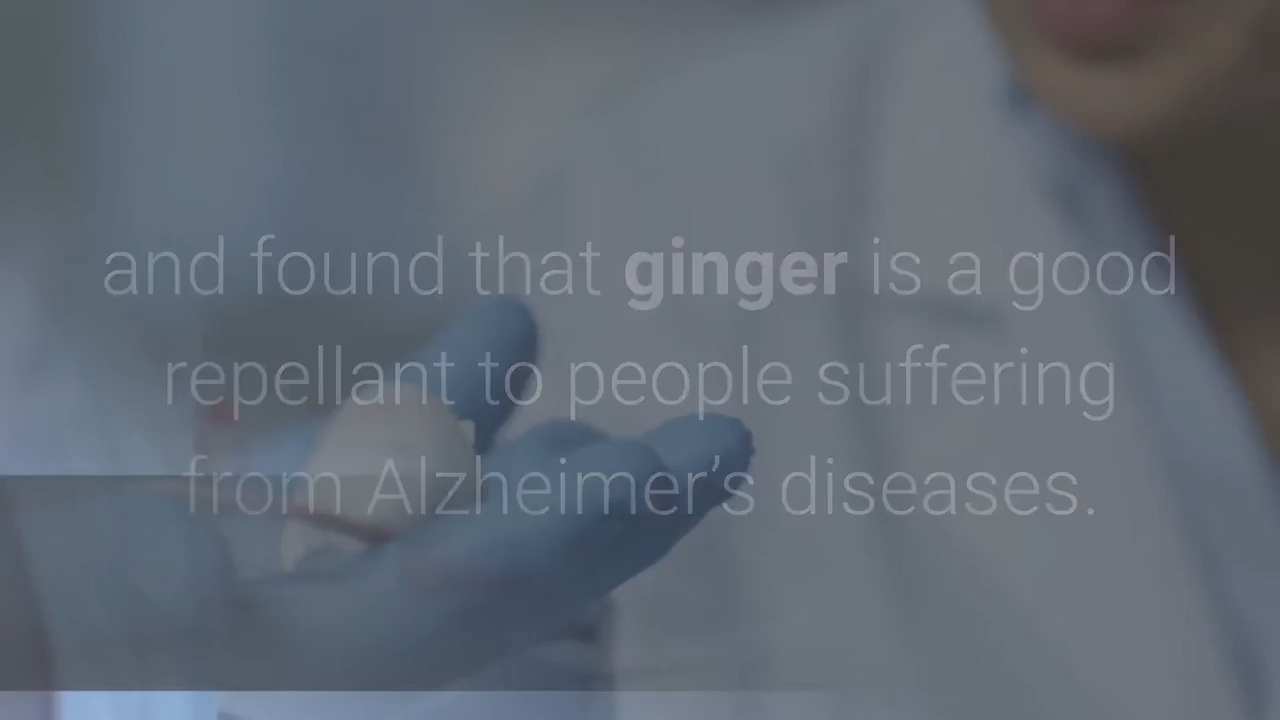 and found that ginger is a good
repellant to people suffering
from Alzheimer's diseases.